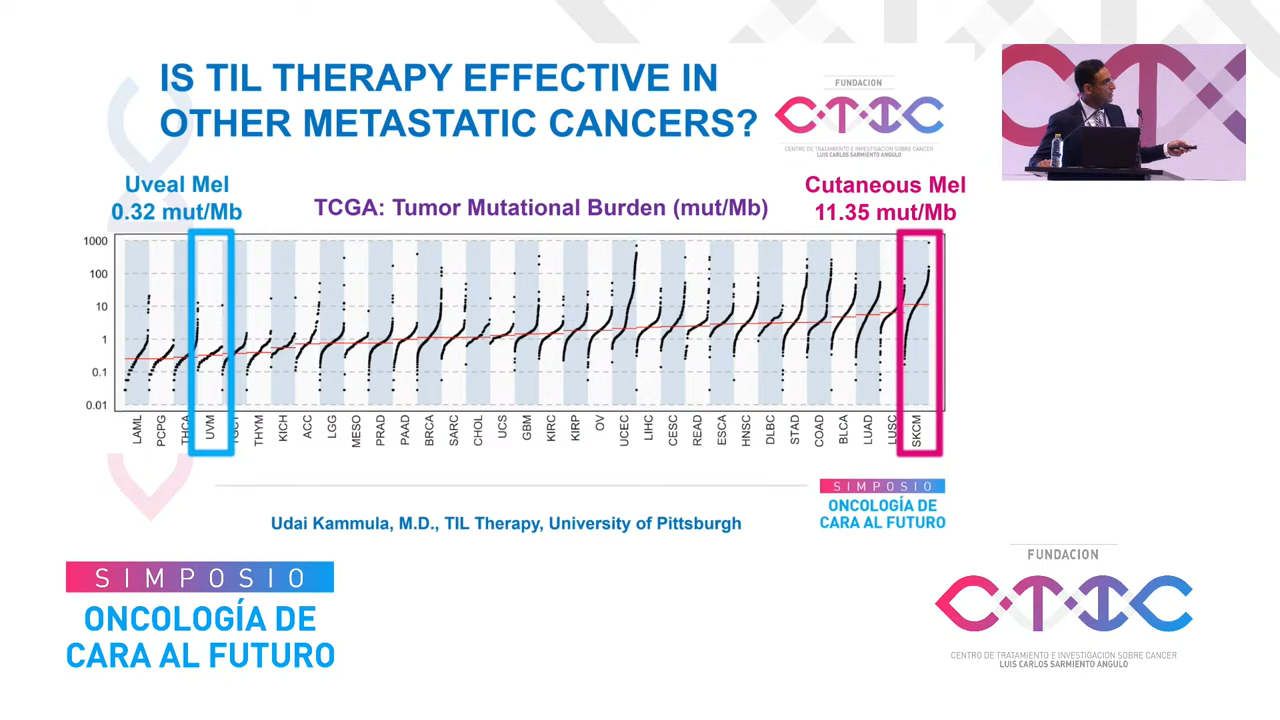 IS TIL THERAPY EFFECTIVE IN
OTHER METASTATIC CANCERS?
FUNDACION
CTIC
CENTRO DE TRATAMIENTO E INVESTIGACION SOBRE CANCER
LUIS CARLOS SARMIENTO ANGULO
Uveal Mel
0.32 mut/Mb
TCGA: Tumor Mutational Burden (mut/Mb)
Cutaneous Mel
11.35 mut/Mb
1000
100
10
1
0.1
0.01
LAML
PCPG
THCA
UVM
TGCT
THYM
KICH
ACC
LGG
MESO
PRAD
PAAD
BRCA
SARC
CHOL
UCS
GBM
KIRC
KIRP
OV
UCEC
LIHC
CESC
READ
ESCA
HNSC
DLBC
STAD
COAD
BLCA
LUAD
LUSC
SKCM
SIMPOSIO
ONCOLOGÍA DE
CARA AL FUTURO
Udai Kammula, M.D., TIL Therapy, University of Pittsburgh
SIMPOSIO
ONCOLOGÍA DE
CARA AL FUTURO
FUNDACION
CTIC
CENTRO DE TRATAMIENTO E INVESTIGACION SOBRE CANCER
LUIS CARLOS SARMIENTO ANGULO